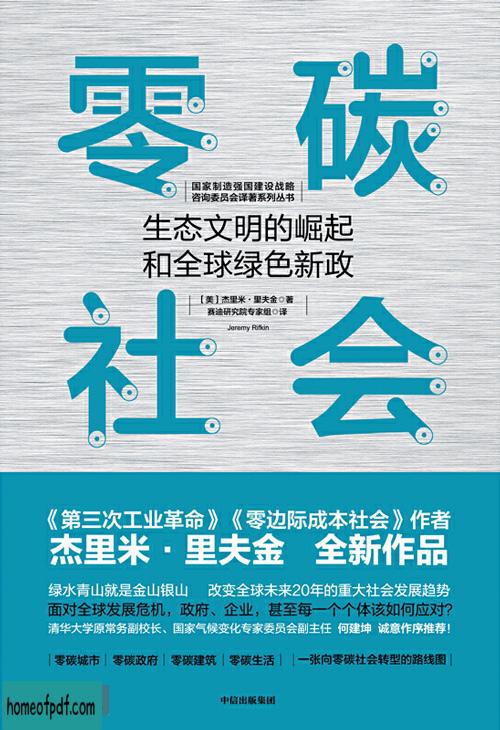 零碳
国家制造强国建设战略
咨询委员会译著系列丛书
生态文明的崛起
和全球绿色新政
[美]杰里米·里夫金 著
赛迪研究院专家组 译
Jeremy Rifkin
社会
《第三次工业革命》《零边际成本社会》作者
杰里米·里夫金 全新作品
绿水青山就是金山银山 改变全球未来20年的重大社会发展趋势
面对全球发展危机,政府、企业,甚至每一个个体该如何应对?
清华大学原常务副校长、国家气候变化专家委员会副主任 何建坤 诚意作序推荐!
零碳城市 零碳政府 零碳建筑 零碳生活 一张向零碳社会转型的路线图
中信出版集团
homeofpdf.com